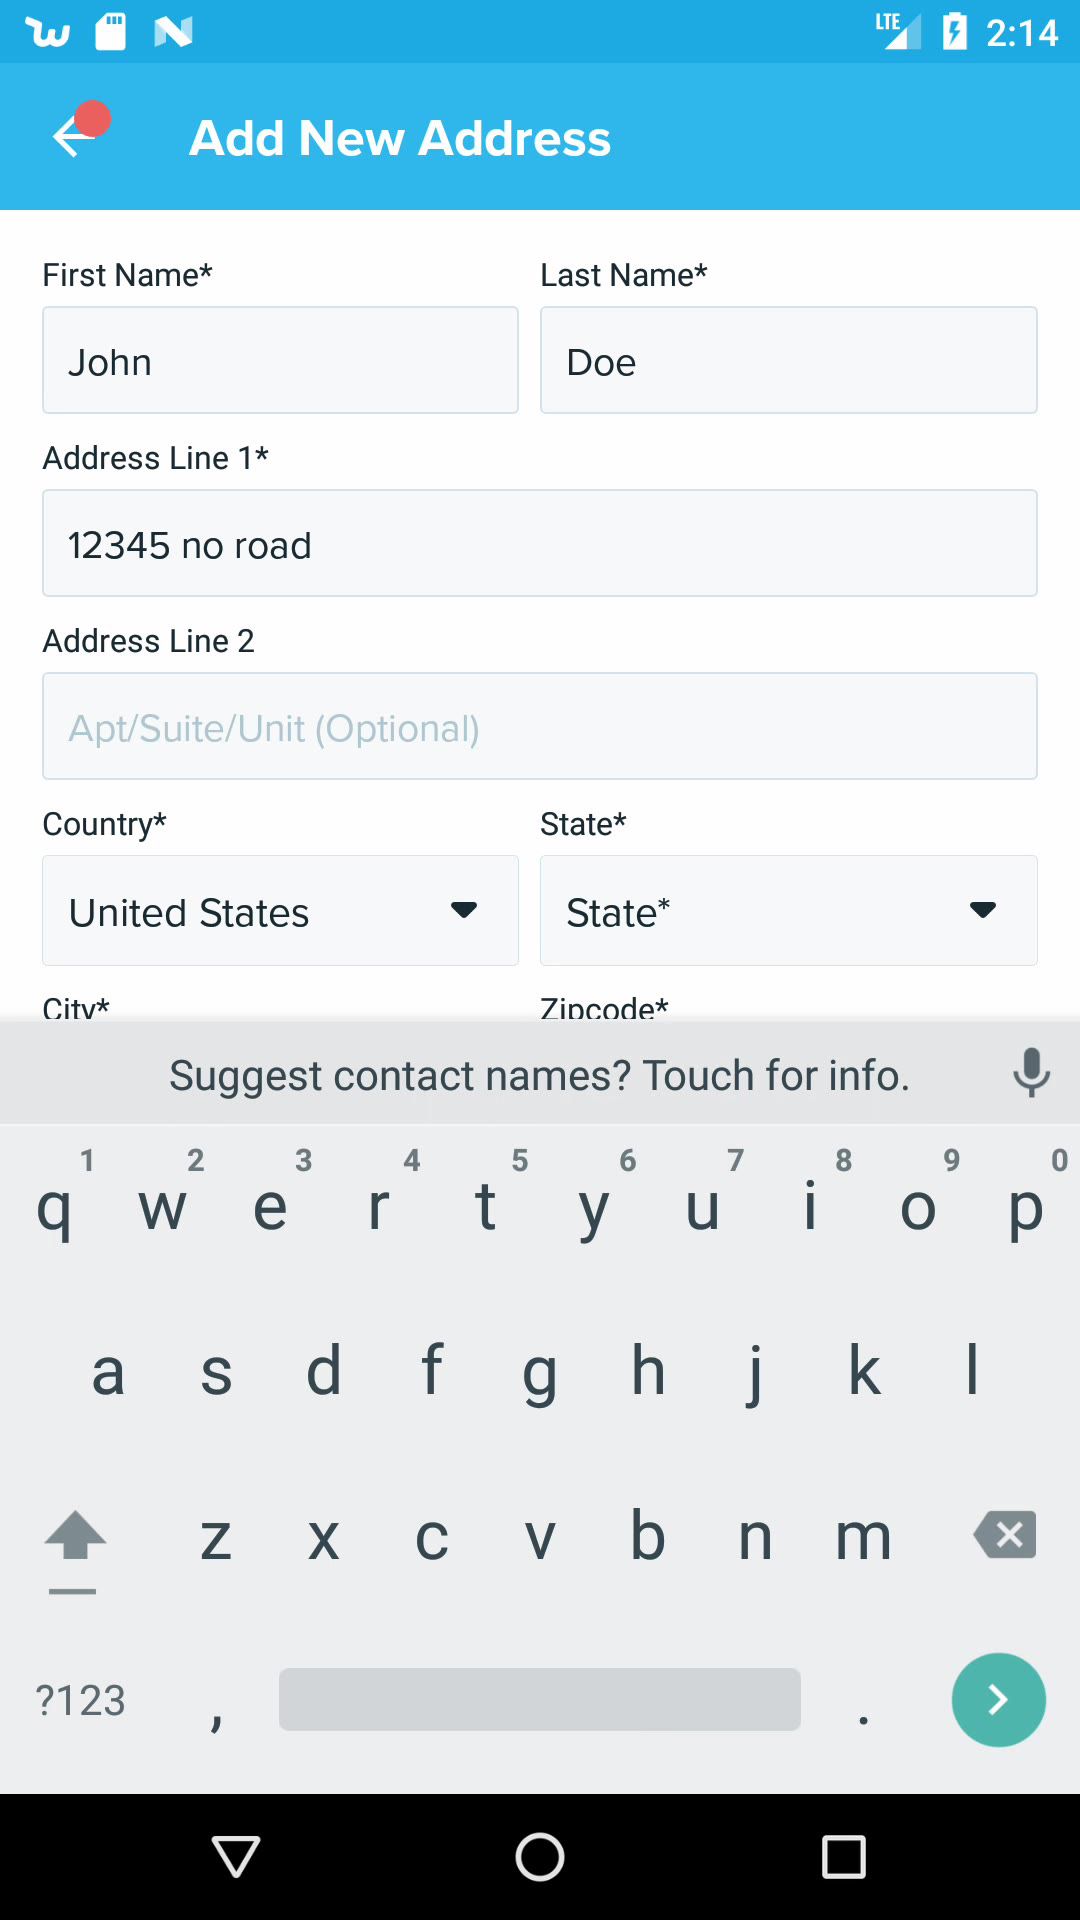 LTE 2:14
Add New Address
First Name* Last Name*
John Doe
Address Line 1*
12345 no road
Address Line 2
Apt/Suite/Unit (Optional)
Country* State*
United States State*
City* Zipcode*
Suggest contact names? Touch for info.
1 2 3 4 5 6 7 8 9 0
q w e r t y u i o p
a s d f g h j k l
z x c v b n m
?123 , .